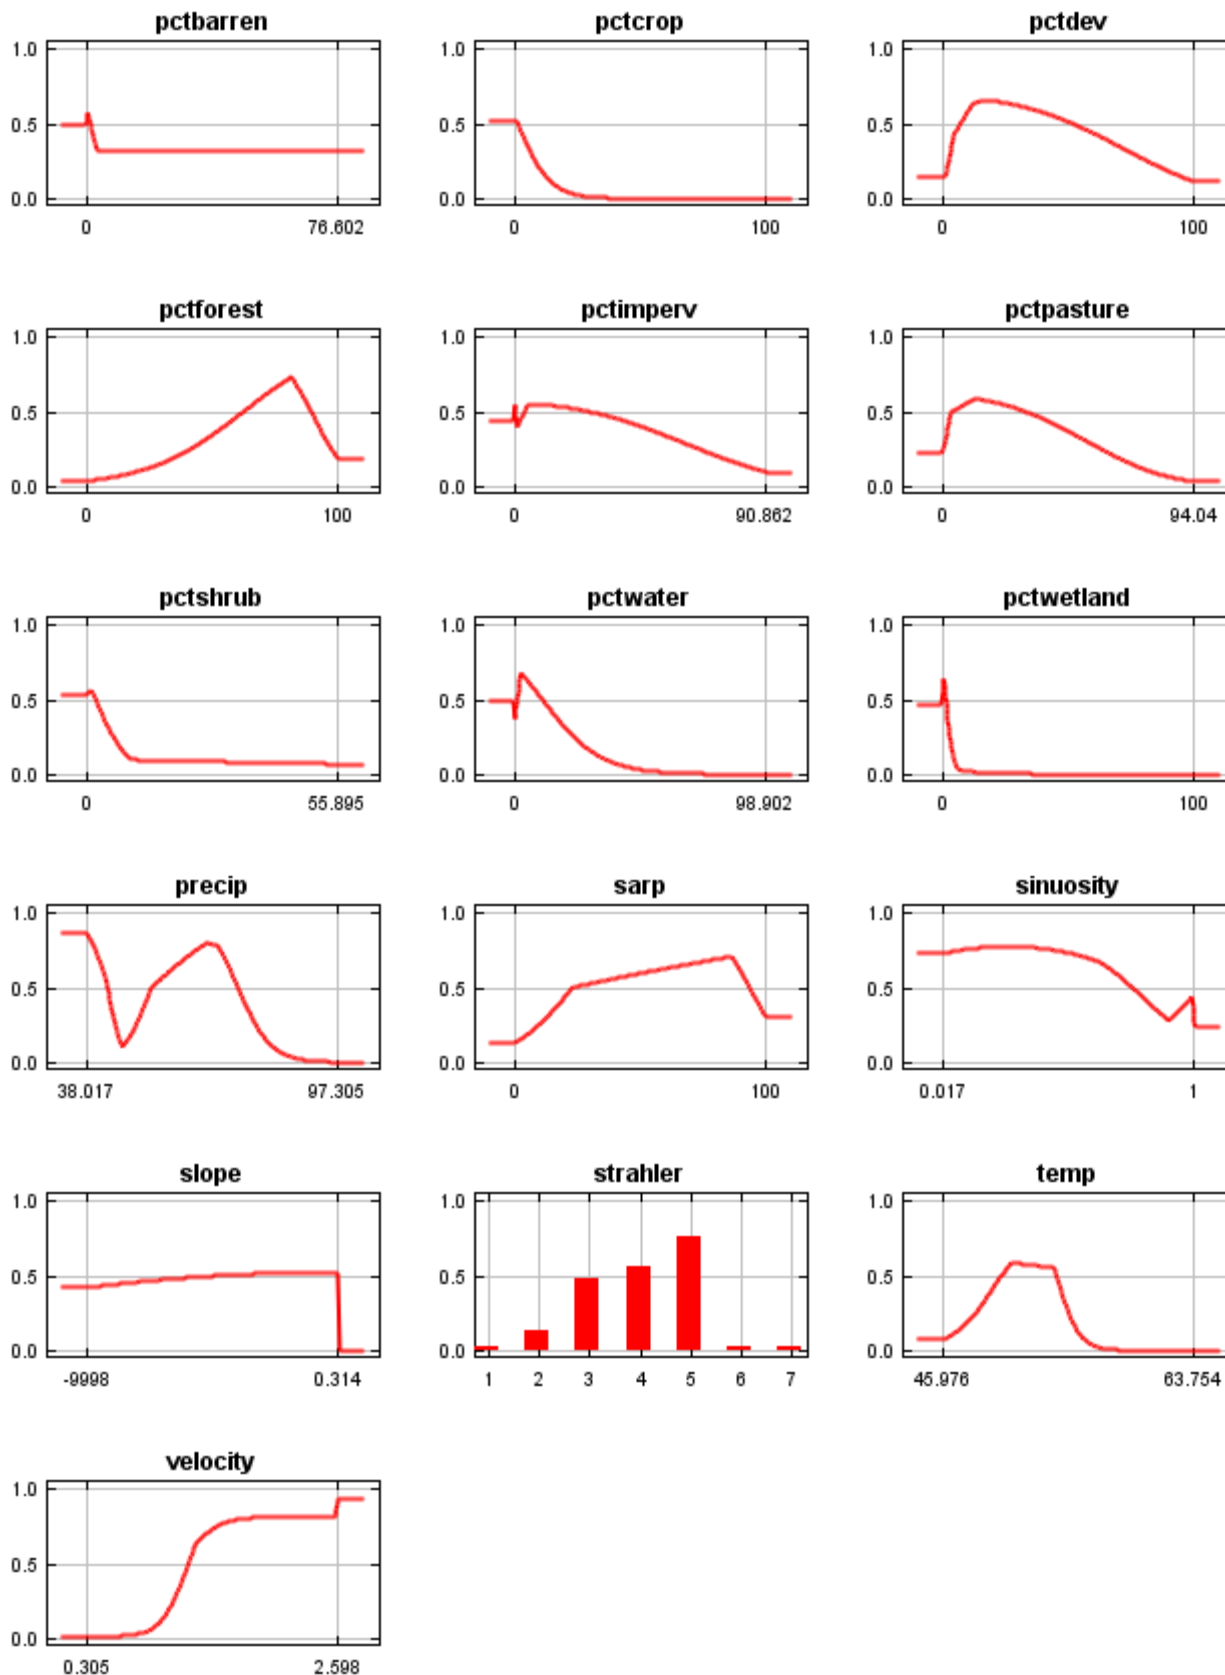 pctbarren pctcrop pctdev
1.0 1.0 1.0
0.5 0.5 0.5
0.0 0.0 0.0
0 76.602 0 100 0 100
pctforest pctimperv pctpasture
1.0 1.0 1.0
0.5 0.5 0.5
0.0 0.0 0.0
0 100 0 90.862 0 94.04
pctshrub pctwater pctwetland
1.0 1.0 1.0
0.5 0.5 0.5
0.0 0.0 0.0
0 55.895 0 98.902 0 100
precip sarp sinuosity
1.0 1.0 1.0
0.5 0.5 0.5
0.0 0.0 0.0
38.017 97.305 0 100 0.017 1
slope strahler temp
1.0 1.0 1.0
0.5 0.5 0.5
0.0 0.0 0.0
-9998 0.314 1 2 3 4 5 6 7 45.976 63.754
velocity
1.0
0.5
0.0
0.305 2.598